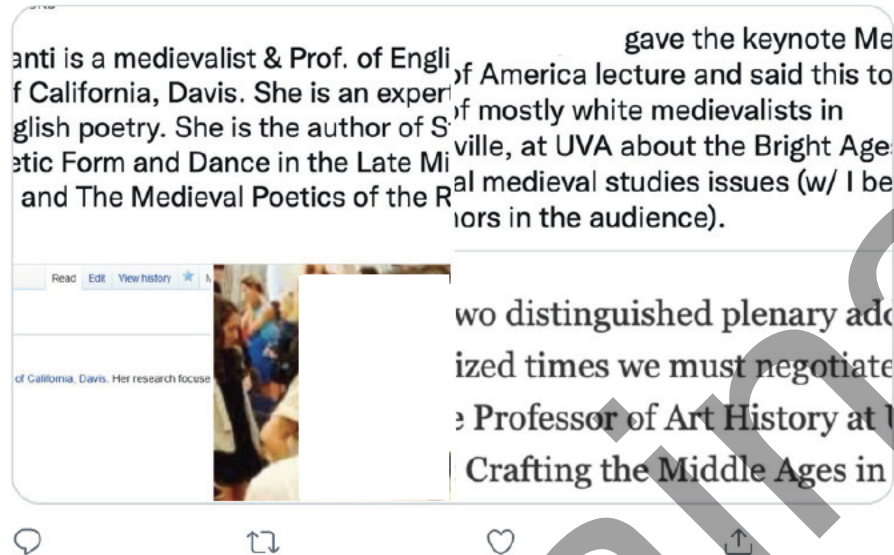 anti is a medievalist & Prof. of Engli
f California, Davis. She is an expert
glish poetry. She is the author of S
etic Form and Dance in the Late Mi
and The Medieval Poetics of the R
Read Edit View history
of California, Davis. Her research focuse
gave the keynote Me
of America lecture and said this to
of mostly white medievalists in
ville, at UVA about the Bright Age
al medieval studies issues (w/ I be
hors in the audience).
wo distinguished plenary add
ized times we must negotiate
e Professor of Art History at
Crafting the Middle Ages in